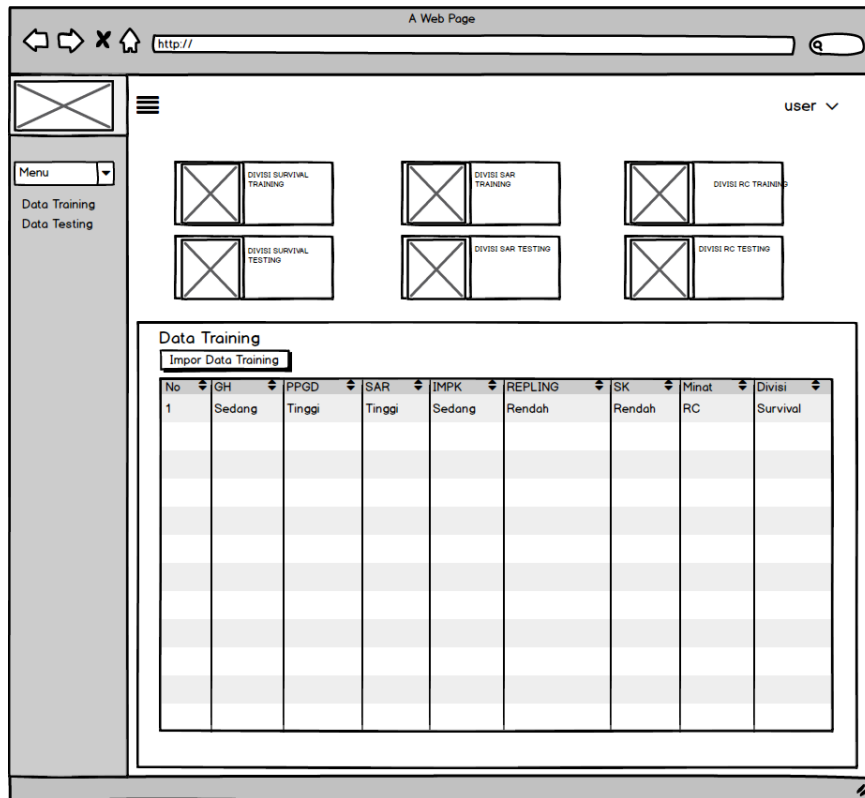 A Web Page
http://
user
Menu
Data Training
Data Testing
DIVISI SURVIVAL
TRAINING
DIVISI SAR
TRAINING
DIVISI RC TRAINING
DIVISI SURVIVAL
TESTING
DIVISI SAR TESTING
DIVISI RC TESTING
Data Training
Impor Data Training
No GH PPGD SAR IMPK REPLING SK Minat Divisi
1 Sedang Tinggi Tinggi Sedang Rendah Rendah RC Survival